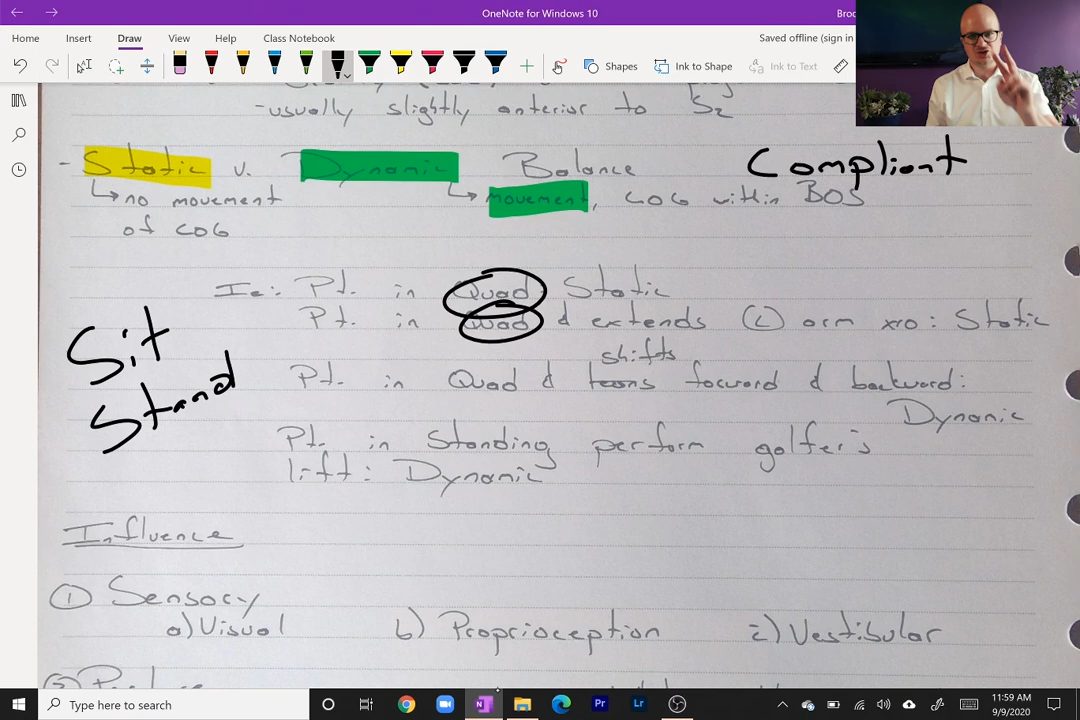 OneNote for Windows 10
Broc
Home Insert Draw View Help Class Notebook
Saved offline (sign in
Shapes Ink to Shape Ink to Text
-usually slightly anterior to S2
- Static v. Dynamic Balance
Compliant
↳ no movement of COG
↳ movement, COG within BOS
Ie: Pt. in Quad: Static
Pt. in Quad & extends (L) arm x10: Static
Sit
Stand
shifts
Pt. in Quad & leans forward & backward:
Dynamic
Pt. in Standing perform golfer's
lift: Dynamic
Influence
① Sensory
a) Visual b) Proprioception c) Vestibular
Type here to search
11:59 AM
9/9/2020